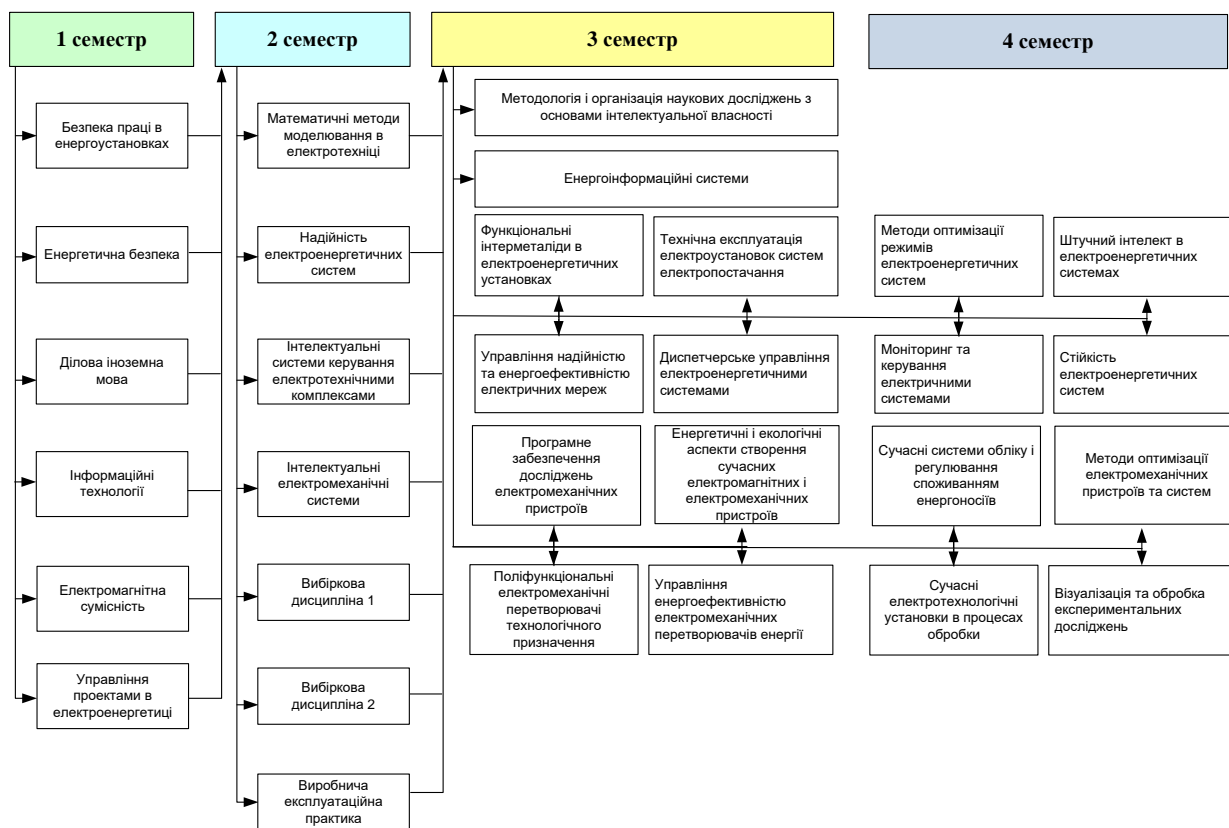 1 семестр
2 семестр
3 семестр
4 семестр
Безпека праці в
енергоустановках
Енергетична безпека
Ділова іноземна
мова
Інформаційні
технології
Електромагнітна
сумісність
Управління
проектами в
електроенергетиці
Математичні методи
моделювання в
електротехніці
Надійність
електроенергетичних
систем
Інтелектуальні
системи керування
електротехнічними
комплексами
Інтелектуальні
електромеханічні
системи
Вибіркова
дисципліна 1
Вибіркова
дисципліна 2
Виробнича
експлуатаційна
практика
Методологія і організація наукових досліджень з
основами інтелектуальної власності
Енергоінформаційні системи
Функціональні
інтерметаліди в
електроенергетичних
установках
Технічна експлуатація
електроустановок систем
електропостачання
Методи оптимізації
режимів
електроенергетичних
систем
Штучний інтелект в
електроенергетичних
системах
Управління надійністю
та енергоефективністю
електричних мереж
Диспетчерське управління
електроенергетичними
системами
Моніторинг та
керування
електричними
системами
Стійкість
електроенергетичних
систем
Програмне
забезпечення
досліджень
електромеханічних
пристроїв
Енергетичні і екологічні
аспекти створення
сучасних
електромагнітних і
електромеханічних
пристроїв
Сучасні системи обліку і
регулювання
споживанням
енергоносіїв
Методи оптимізації
електромеханічних
пристроїв та систем
Поліфункціональні
електромеханічні
перетворювачі
технологічного
призначення
Управління
енергоефективністю
електромеханічних
перетворювачів енергії
Сучасні
електротехнологічні
установки в процесах
обробки
Візуалізація та обробка
експериментальних
досліджень